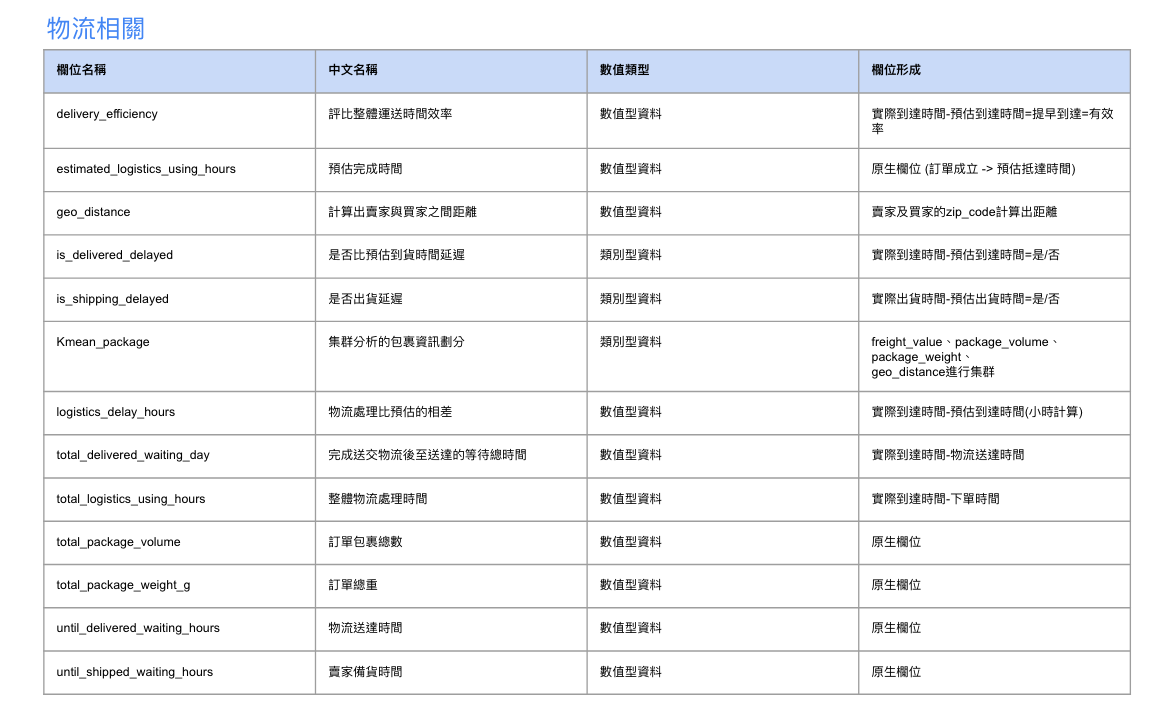 物流相關
欄位名稱 中文名稱 數值類型 欄位形成
delivery_efficiency 評比整體運送時間效率 數值型資料 實際到達時間-預估到達時間=提早到達=有效
率
estimated_logistics_using_hours 預估完成時間 數值型資料 原生欄位 (訂單成立 -> 預估抵達時間)
geo_distance 計算出賣家與買家之間距離 數值型資料 賣家及買家的zip_code計算出距離
is_delivered_delayed 是否比預估到貨時間延遲 類別型資料 實際到達時間-預估到達時間=是/否
is_shipping_delayed 是否出貨延遲 類別型資料 實際出貨時間-預估出貨時間=是/否
Kmean_package 集群分析的包裹資訊劃分 類別型資料 freight_value、package_volume、
package_weight、
geo_distance進行集群
logistics_delay_hours 物流處理比預估的相差 數值型資料 實際到達時間-預估到達時間(小時計算)
total_delivered_waiting_day 完成送交物流後至送達的等待總時間 數值型資料 實際到達時間-物流送達時間
total_logistics_using_hours 整體物流處理時間 數值型資料 實際到達時間-下單時間
total_package_volume 訂單包裹總數 數值型資料 原生欄位
total_package_weight_g 訂單總重 數值型資料 原生欄位
until_delivered_waiting_hours 物流送達時間 數值型資料 原生欄位
until_shipped_waiting_hours 賣家備貨時間 數值型資料 原生欄位